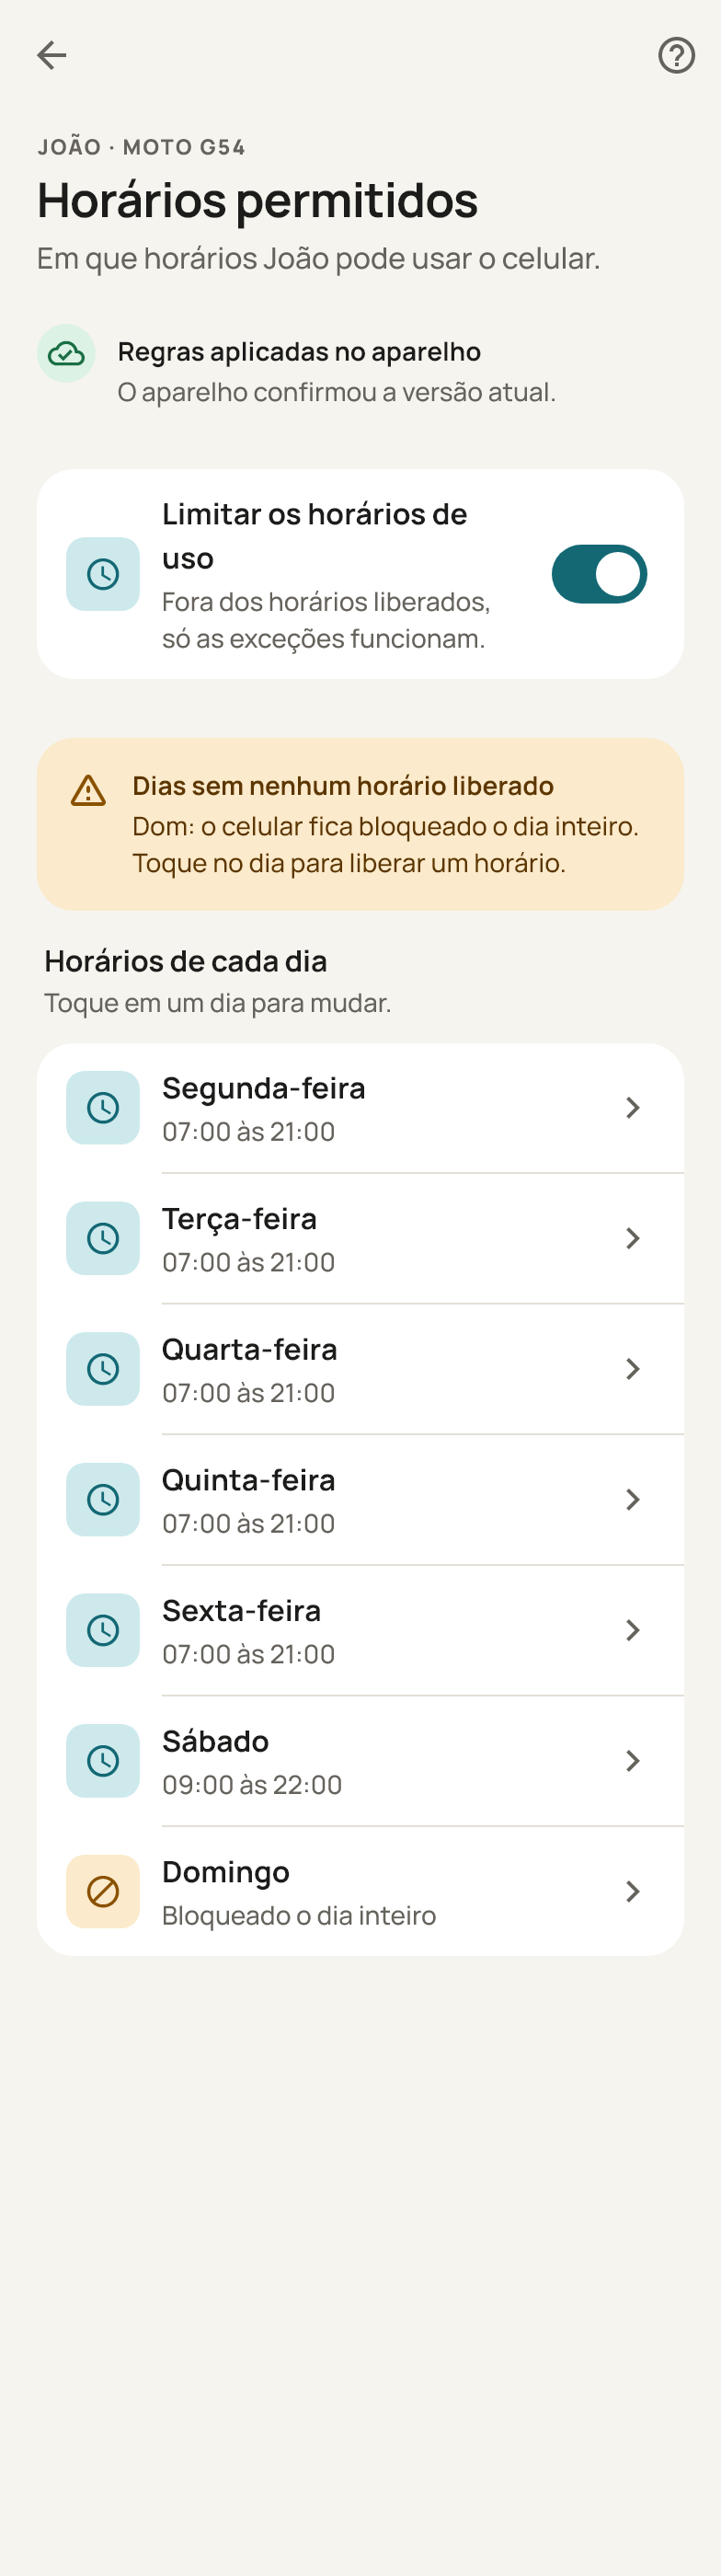 JOÃO · MOTO G54
Horários permitidos
Em que horários João pode usar o celular.
Regras aplicadas no aparelho
O aparelho confirmou a versão atual.
Limitar os horários de
uso
Fora dos horários liberados,
só as exceções funcionam.
Dias sem nenhum horário liberado
Dom: o celular fica bloqueado o dia inteiro.
Toque no dia para liberar um horário.
Horários de cada dia
Toque em um dia para mudar.
Segunda-feira
07:00 às 21:00
Terça-feira
07:00 às 21:00
Quarta-feira
07:00 às 21:00
Quinta-feira
07:00 às 21:00
Sexta-feira
07:00 às 21:00
Sábado
09:00 às 22:00
Domingo
Bloqueado o dia inteiro